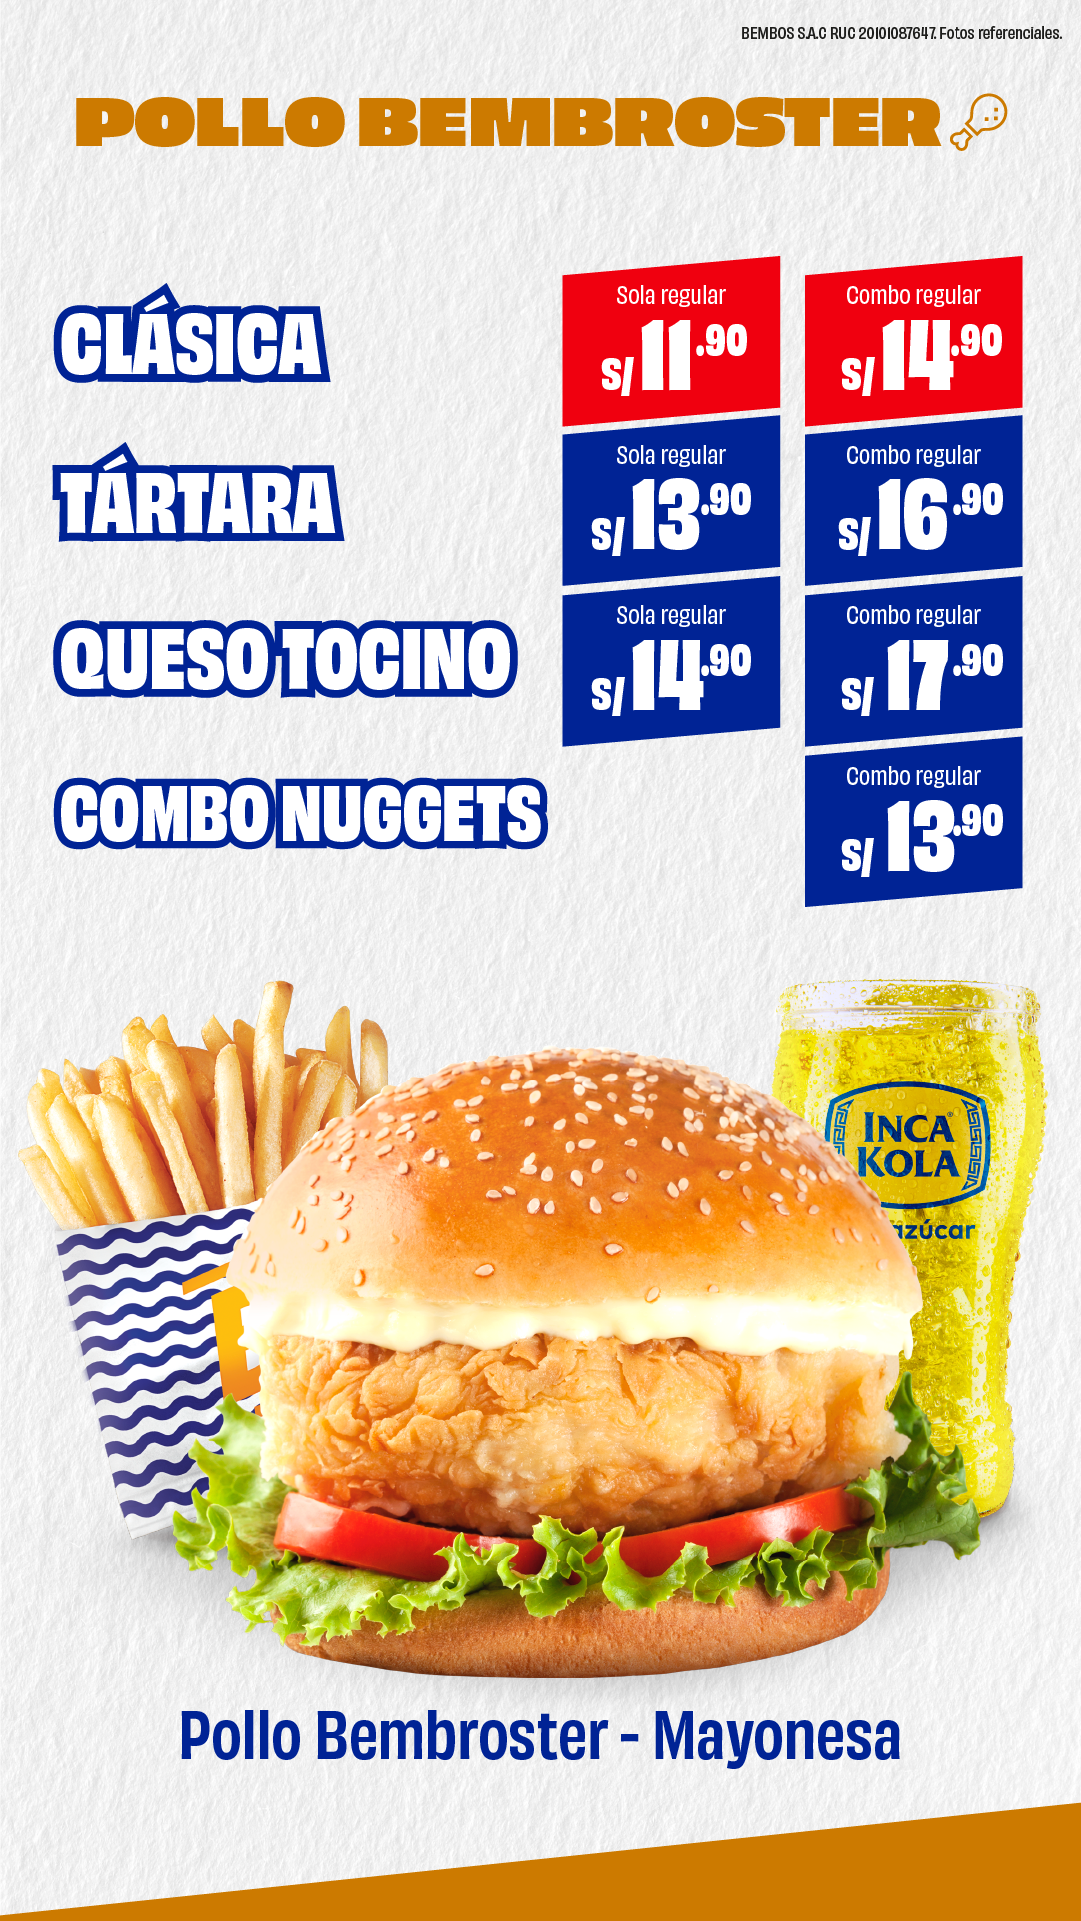 BEMBOS S.A.C RUC 20101087647. Fotos referenciales.
POLLO BEMBROSTER
CLÁSICA
Sola regular
S/11.90
Combo regular
S/14.90
TÁRTARA
Sola regular
S/13.90
Combo regular
S/16.90
QUESO TOCINO
Sola regular
S/14.90
Combo regular
S/17.90
COMBO NUGGETS
Combo regular
S/13.90
INCA
KOLA
azúcar
Pollo Bembroster - Mayonesa